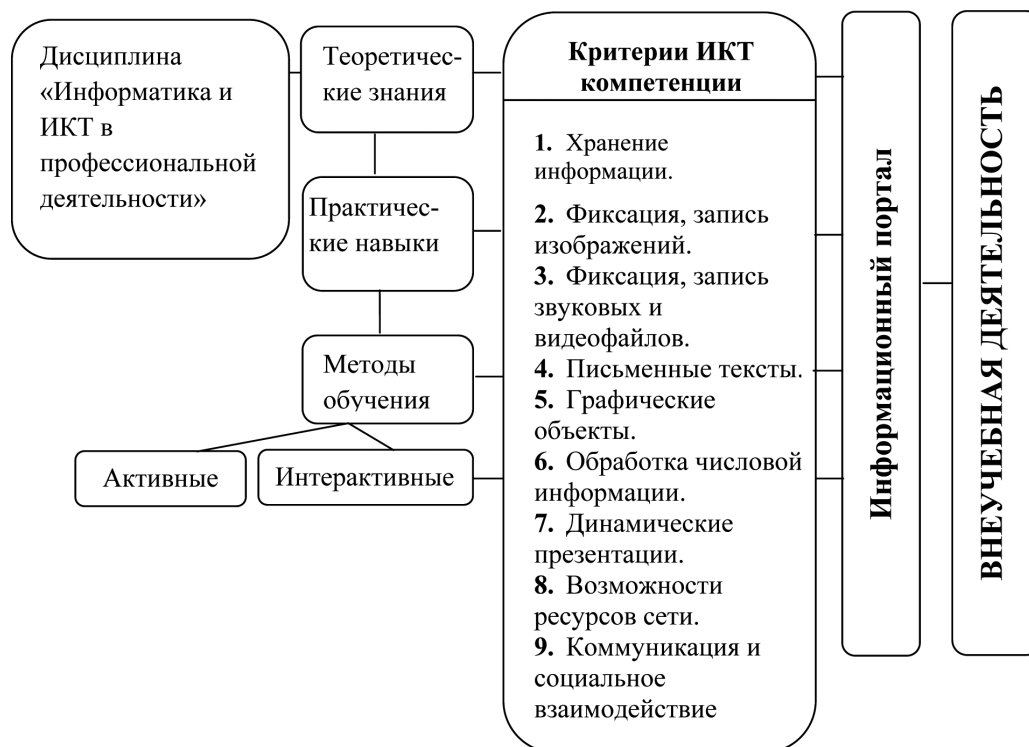 Дисциплина
«Информатика и
ИКТ в
профессиональной
деятельности»
Теоретичес-
ские знания
Практичес-
ские навыки
Методы
обучения
Активные
Интерактивные
Критерии ИКТ
компетенции
1. Хранение
информации.
2. Фиксация, запись
изображений.
3. Фиксация, запись
звуковых и
видеофайлов.
4. Письменные тексты.
5. Графические
объекты.
6. Обработка числовой
информации.
7. Динамические
презентации.
8. Возможности
ресурсов сети.
9. Коммуникация и
социальное
взаимодействие
Информационный портал
ВНЕУЧЕБНАЯ ДЕЯТЕЛЬНОСТЬ